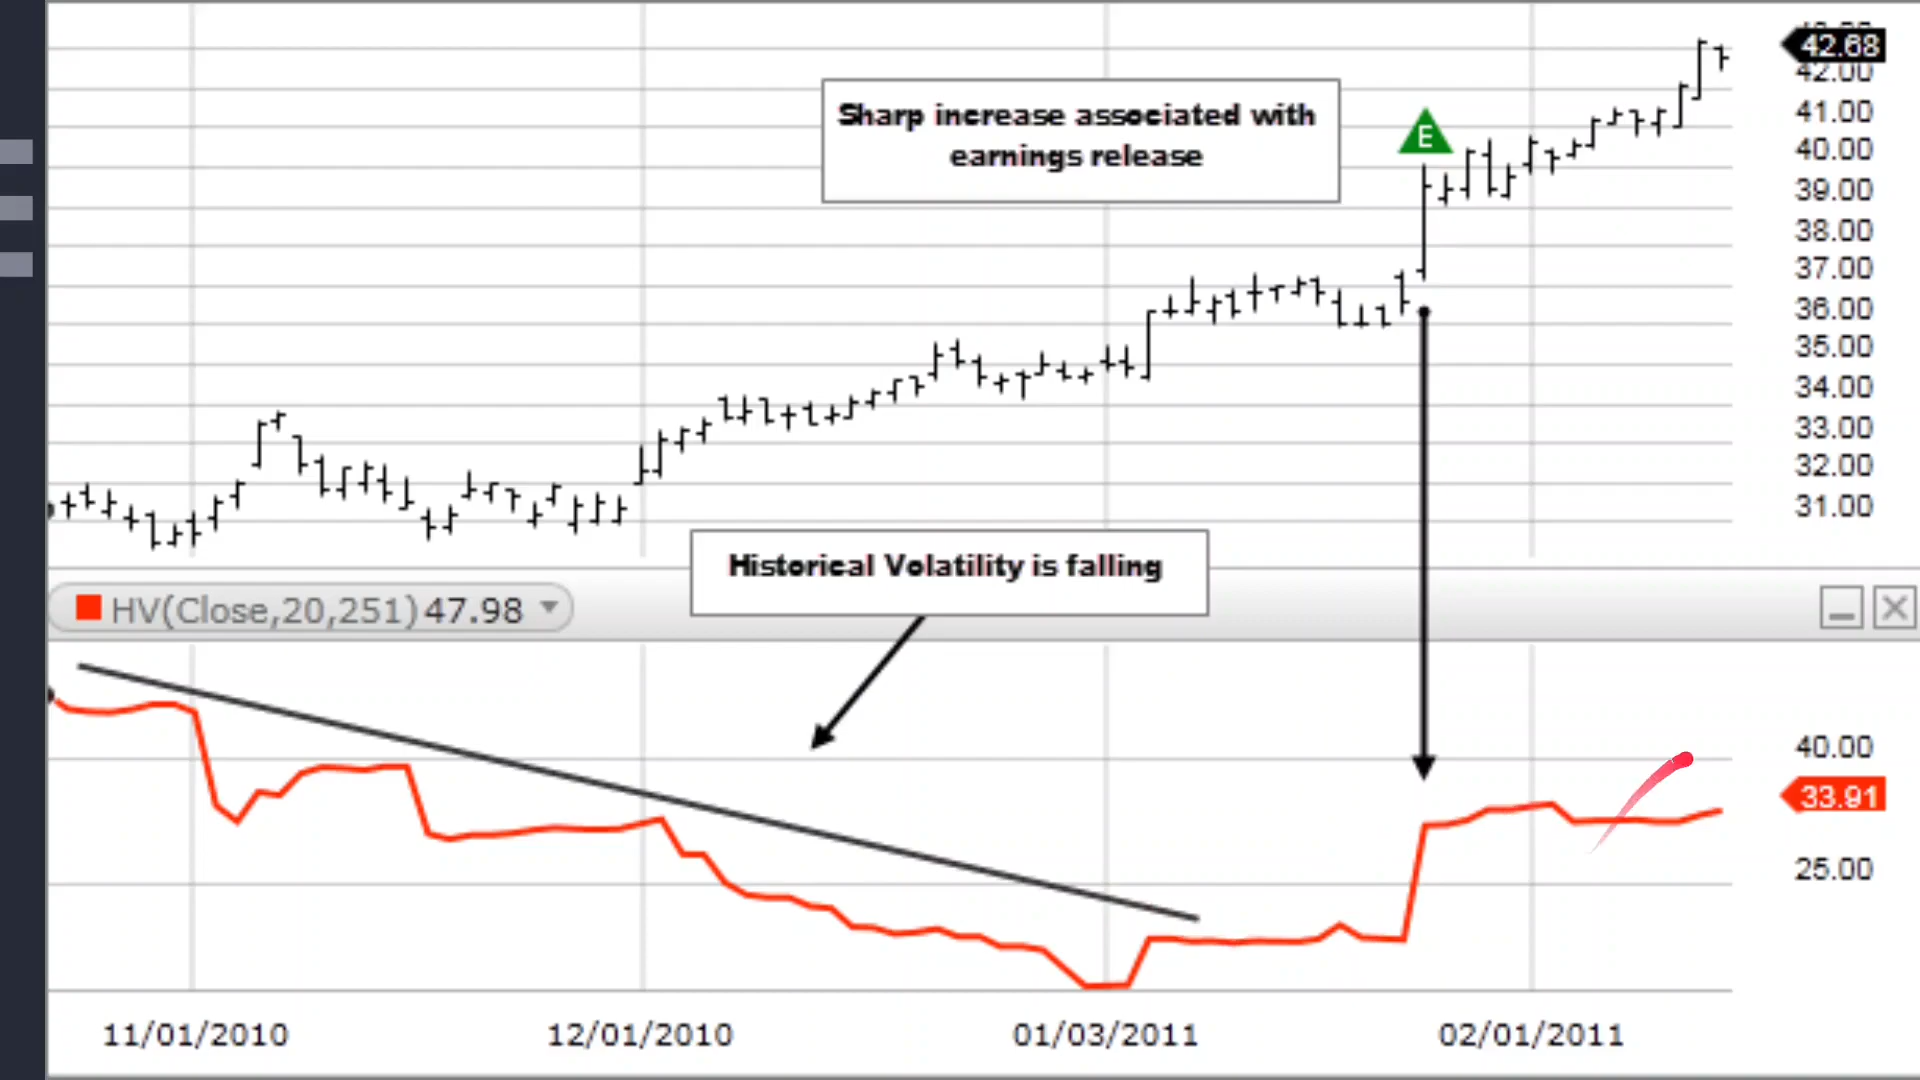 42.68
42.00
Sharp increase associated with
earnings release
E
41.00
40.00
39.00
38.00
37.00
36.00
35.00
34.00
33.00
32.00
31.00
Historical Volatility is falling
HV(Close,20,251) 47.98
40.00
33.91
25.00
11/01/2010 12/01/2010 01/03/2011 02/01/2011